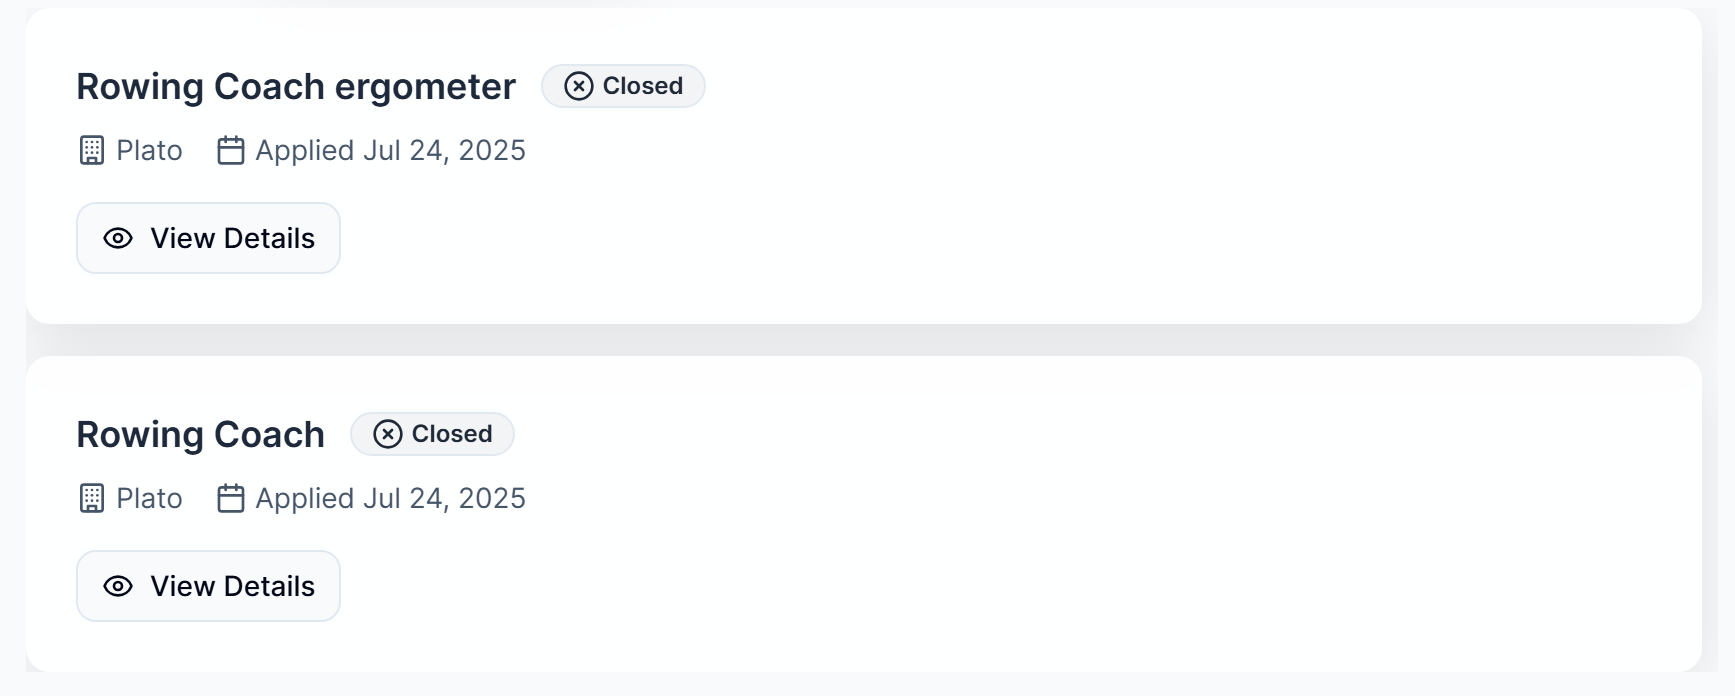 Rowing Coach ergometer Closed
Plato Applied Jul 24, 2025
View Details
Rowing Coach Closed
Plato Applied Jul 24, 2025
View Details